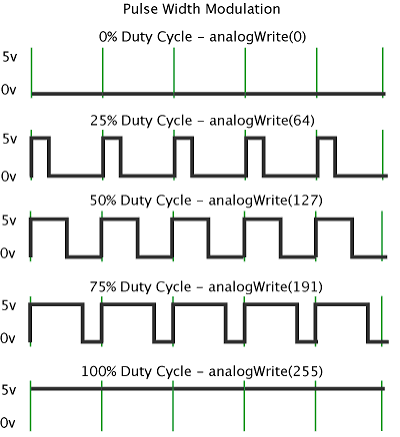 Pulse Width Modulation
0% Duty Cycle – analogWrite(0)
5v
0v
25% Duty Cycle – analogWrite(64)
5v
0v
50% Duty Cycle – analogWrite(127)
5v
0v
75% Duty Cycle – analogWrite(191)
5v
0v
100% Duty Cycle – analogWrite(255)
5v
0v